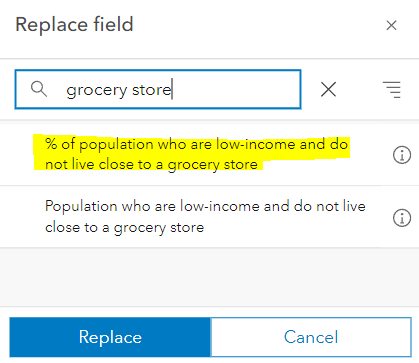 Replace field
grocery store
% of population who are low-income and do
not live close to a grocery store
Population who are low-income and do not live
close to a grocery store
Replace
Cancel